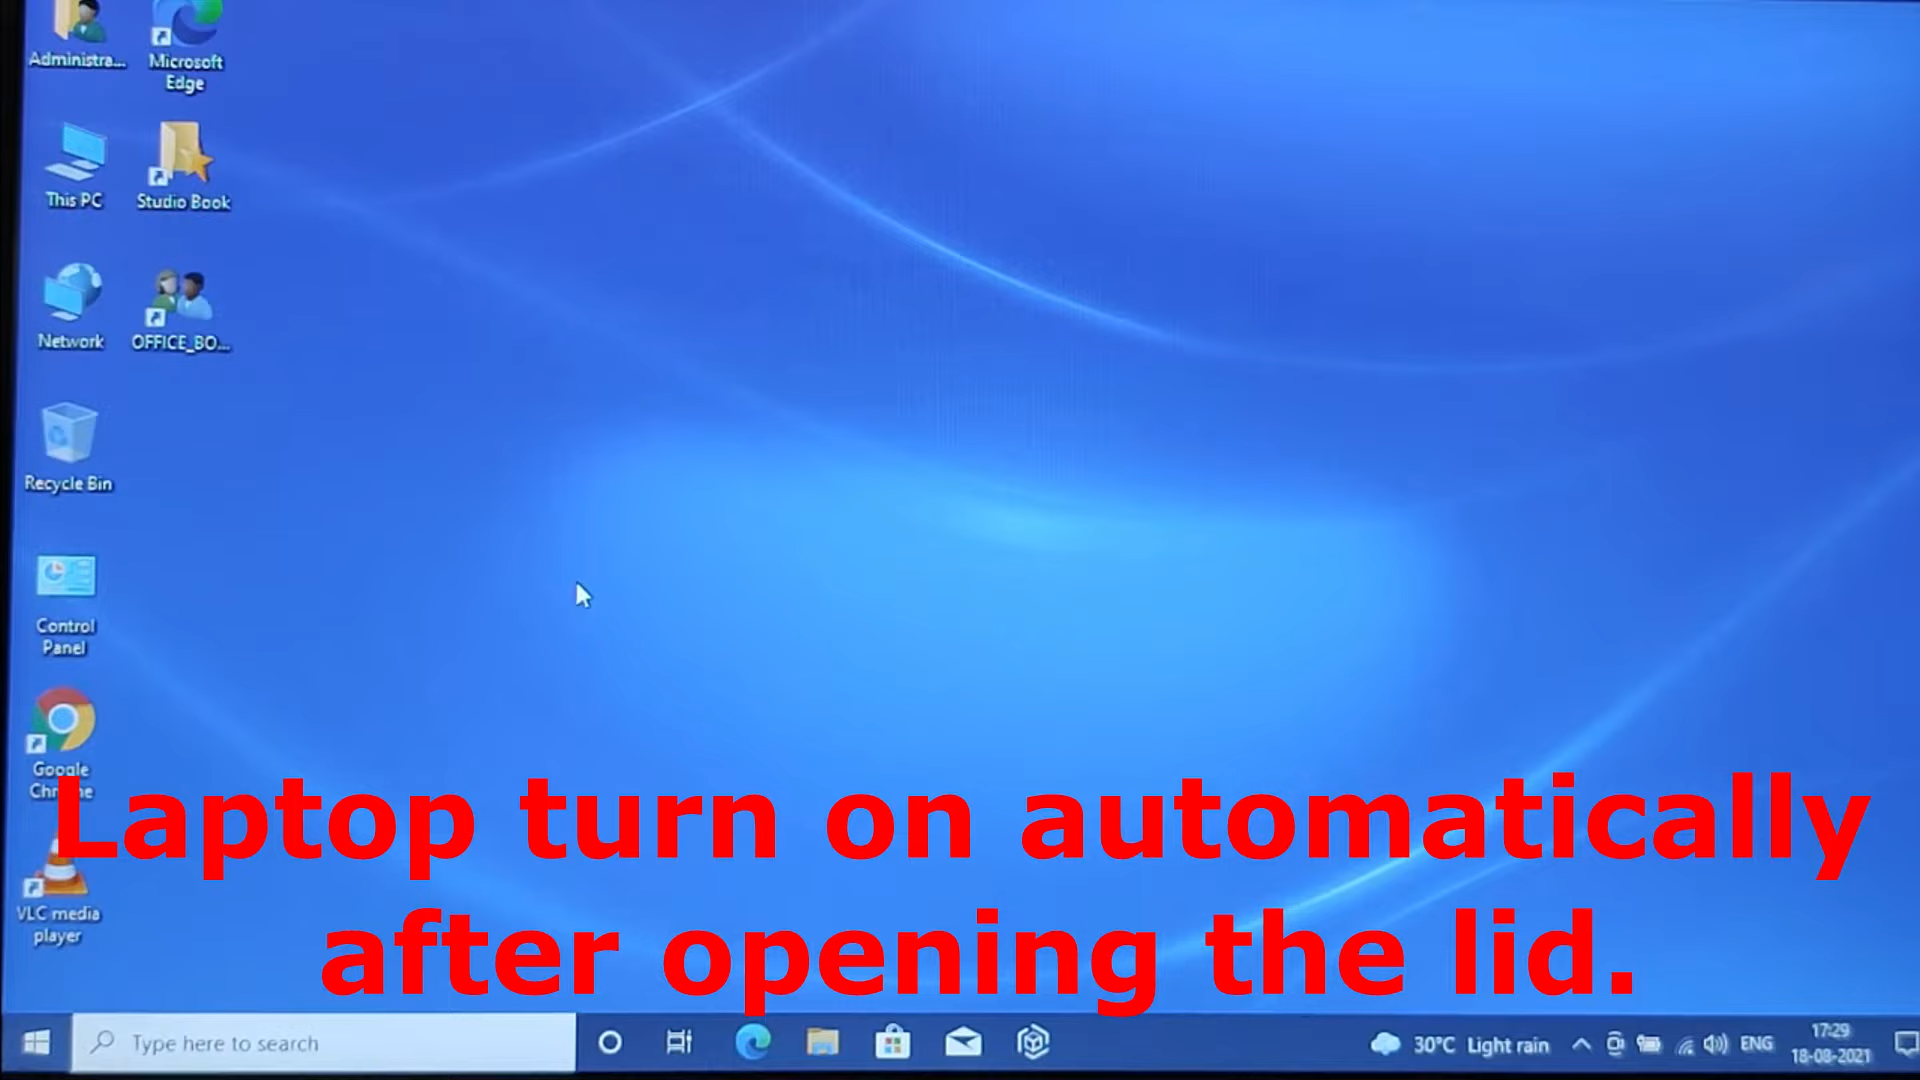 Administra...
Microsoft
Edge
This PC
Studio Book
Network
OFFICE_BO...
Recycle Bin
Control
Panel
Google
Chrome
VLC media
player
Laptop turn on automatically
after opening the lid.
Type here to search
30°C Light rain
ENG
17:29
18-08-2021